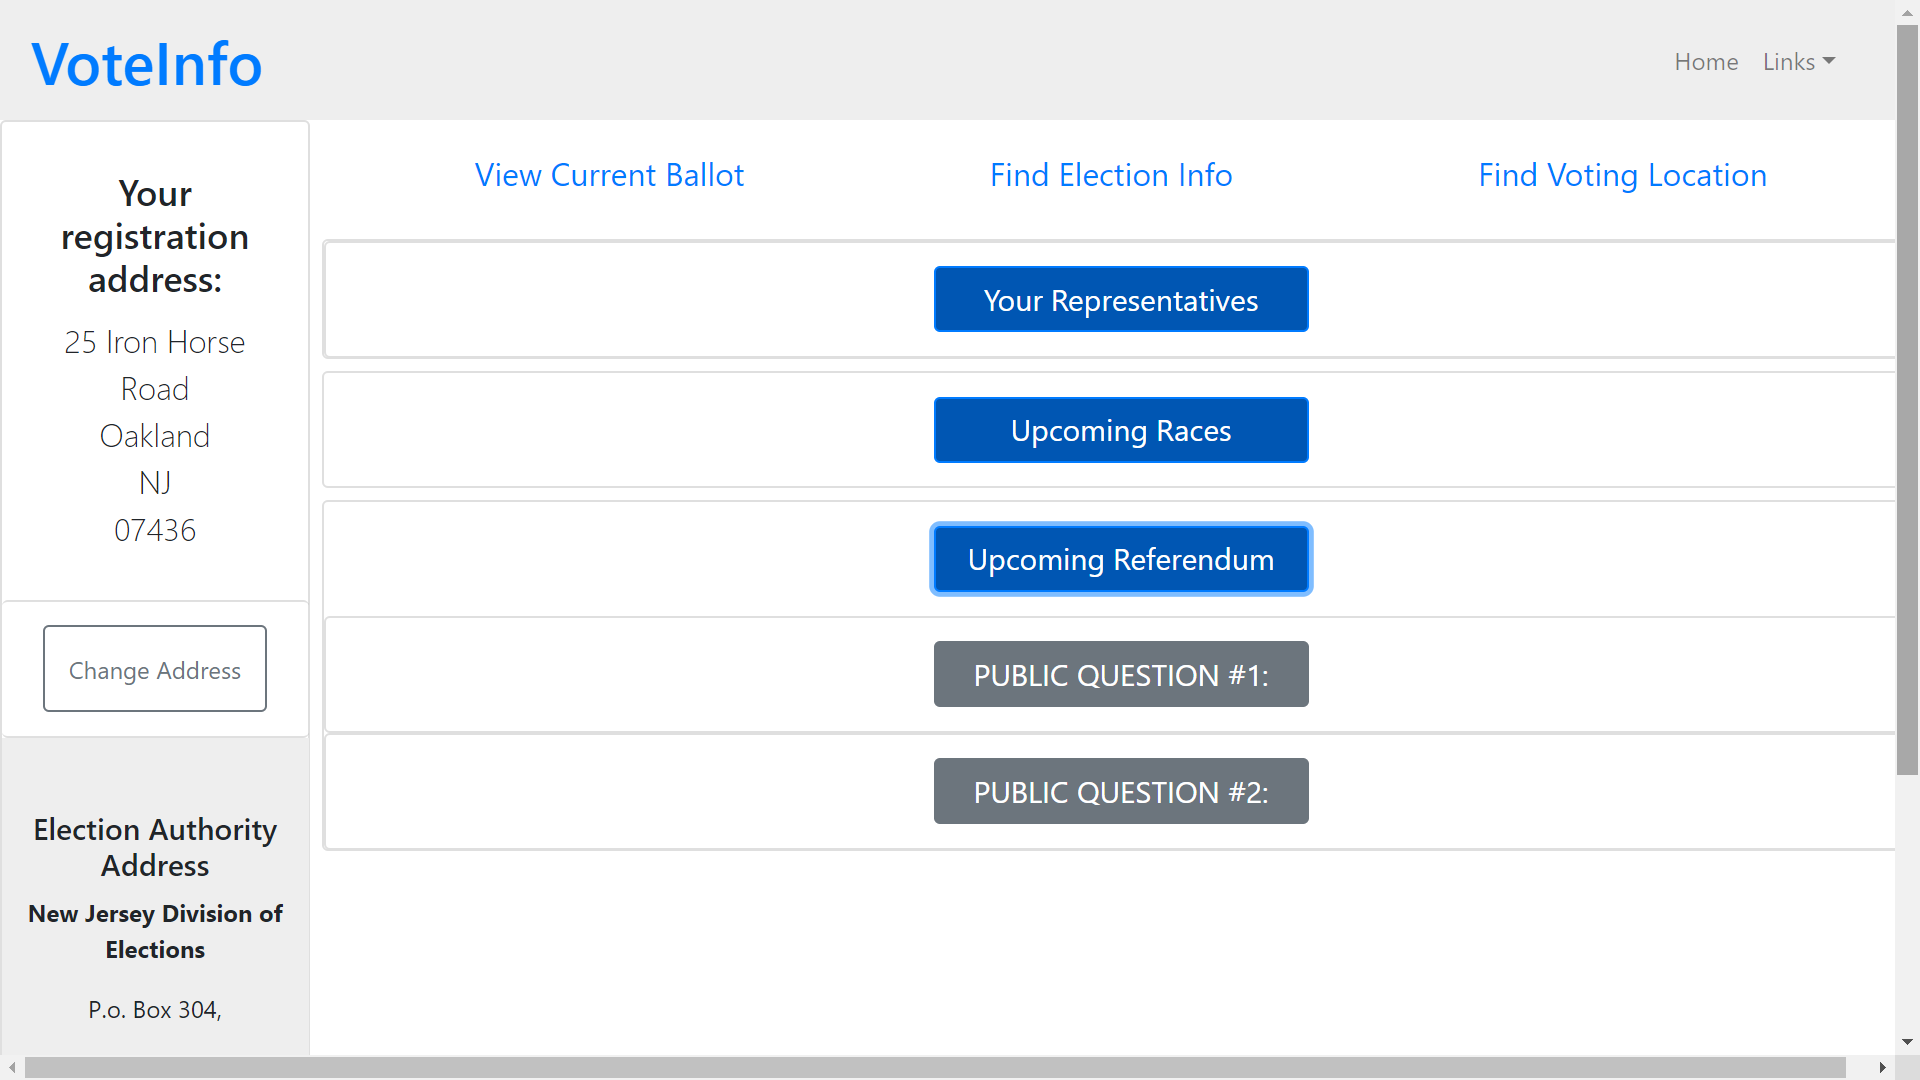 VoteInfo
Home
Links
Your
registration
address:
25 Iron Horse
Road
Oakland
NJ
07436
Change Address
Election Authority
Address
New Jersey Division of
Elections
P.o. Box 304,
View Current Ballot
Find Election Info
Find Voting Location
Your Representatives
Upcoming Races
Upcoming Referendum
PUBLIC QUESTION #1:
PUBLIC QUESTION #2: